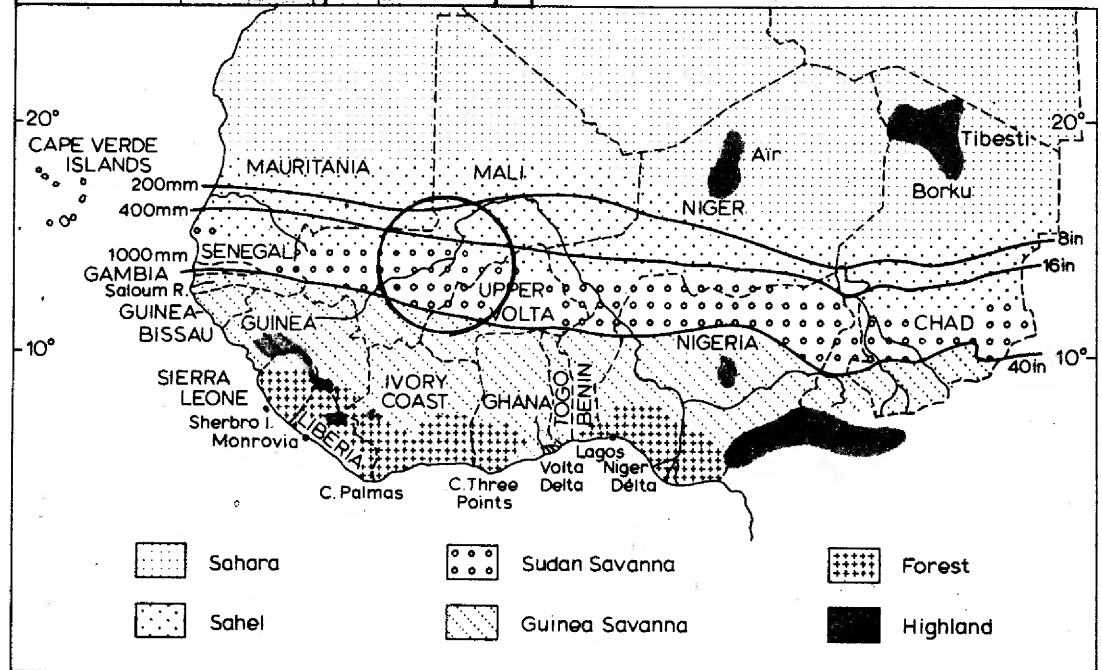 20°
20°
CAPE VERDE
ISLANDS
MAURITANIA
MALI
Aïr
Tibesti
Borku
200mm
400mm
NIGER
8in
16in
1000mm
SENEGAL
GAMBIA
Saloum R.
GUINEA-
BISSAU
GUINEA
UPPER
VOLTA
CHAD
NIGERIA
10°
10°
40in
SIERRA
LEONE
IVORY
COAST
GHANA
TOGO
BENIN
Sherbro I.
Monrovia
LIBERIA
C. Palmas
C. Three
Points
Volta
Delta
Lagos
Niger
Delta
Sahara
Sudan Savanna
Forest
Sahel
Guinea Savanna
Highland